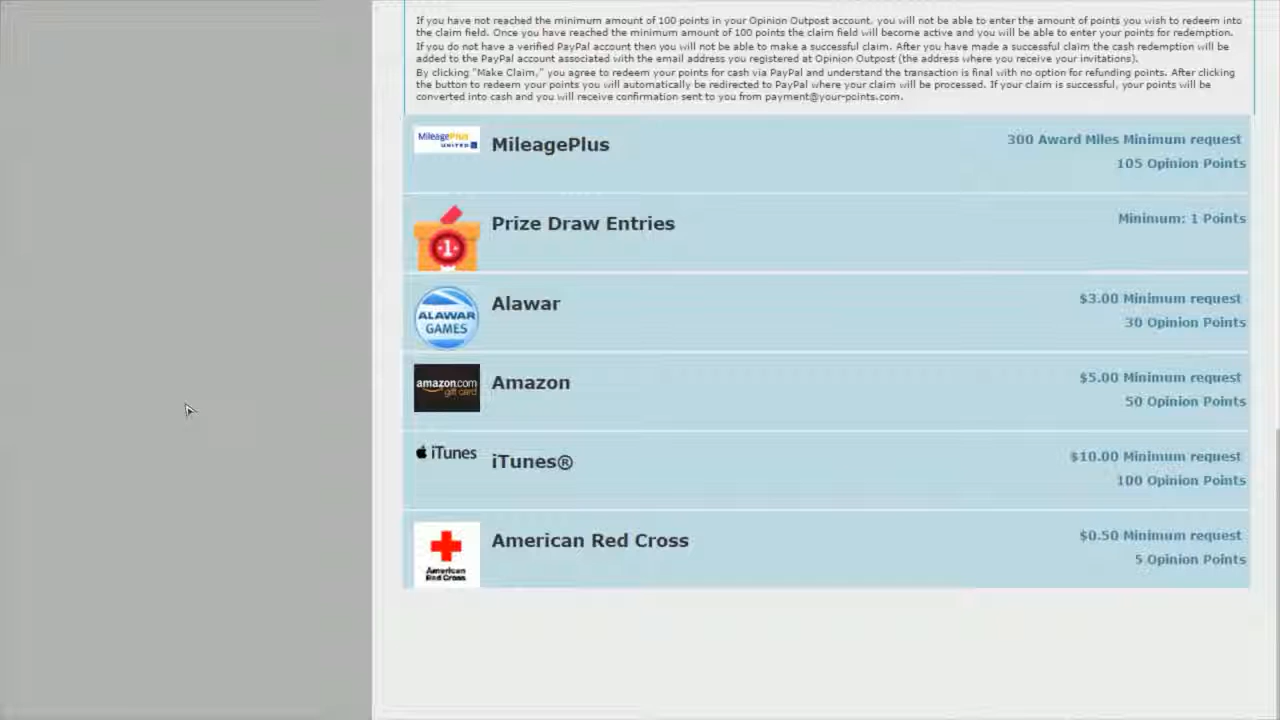 If you have not reached the minimum amount of 100 points in your Opinion Outpost account, you will not be able to enter the amount of points you wish to redeem into
the claim field. Once you have reached the minimum amount of 100 points the claim field will become active and you will be able to enter your points for redemption.
If you do not have a verified PayPal account then you will not be able to make a successful claim. After you have made a successful claim the cash redemption will be
added to the PayPal account associated with the email address you registered at Opinion Outpost (the address where you receive your invitations).
By clicking "Make Claim," you agree to redeem your points for cash via PayPal and understand the transaction is final with no option for refunding points. After clicking
the button to redeem your points you will automatically be redirected to PayPal where your claim will be processed. If your claim is successful, your points will be
converted into cash and you will receive confirmation sent to you from payment@your-points.com.
MileagePlus
UNITED
MileagePlus
300 Award Miles Minimum request
105 Opinion Points
1
Prize Draw Entries
Minimum: 1 Points
ALAWAR
GAMES
Alawar
$3.00 Minimum request
30 Opinion Points
amazon.com
gift card
Amazon
$5.00 Minimum request
50 Opinion Points
iTunes
iTunes®
$10.00 Minimum request
100 Opinion Points
American
Red Cross
American Red Cross
$0.50 Minimum request
5 Opinion Points